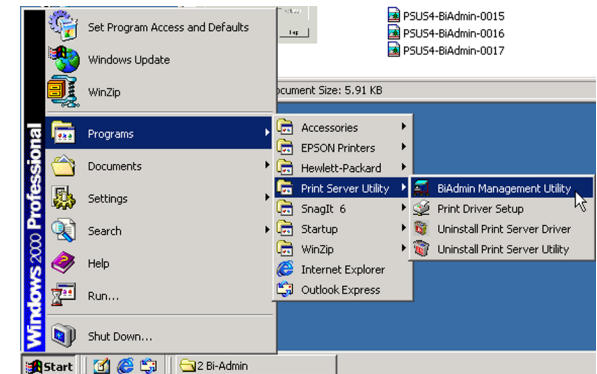 PSUS4-BiAdmin-0015
PSUS4-BiAdmin-0016
PSUS4-BiAdmin-0017
ocument Size: 5.91 KB
Set Program Access and Defaults
Windows Update
WinZip
Programs
Documents
Settings
Search
Help
Run...
Shut Down...
Windows 2000 Professional
Accessories
EPSON Printers
Hewlett-Packard
Print Server Utility
SnagIt 6
Startup
WinZip
Internet Explorer
Outlook Express
BiAdmin Management Utility
Print Driver Setup
Uninstall Print Server Driver
Uninstall Print Server Utility
Start
2 Bi-Admin